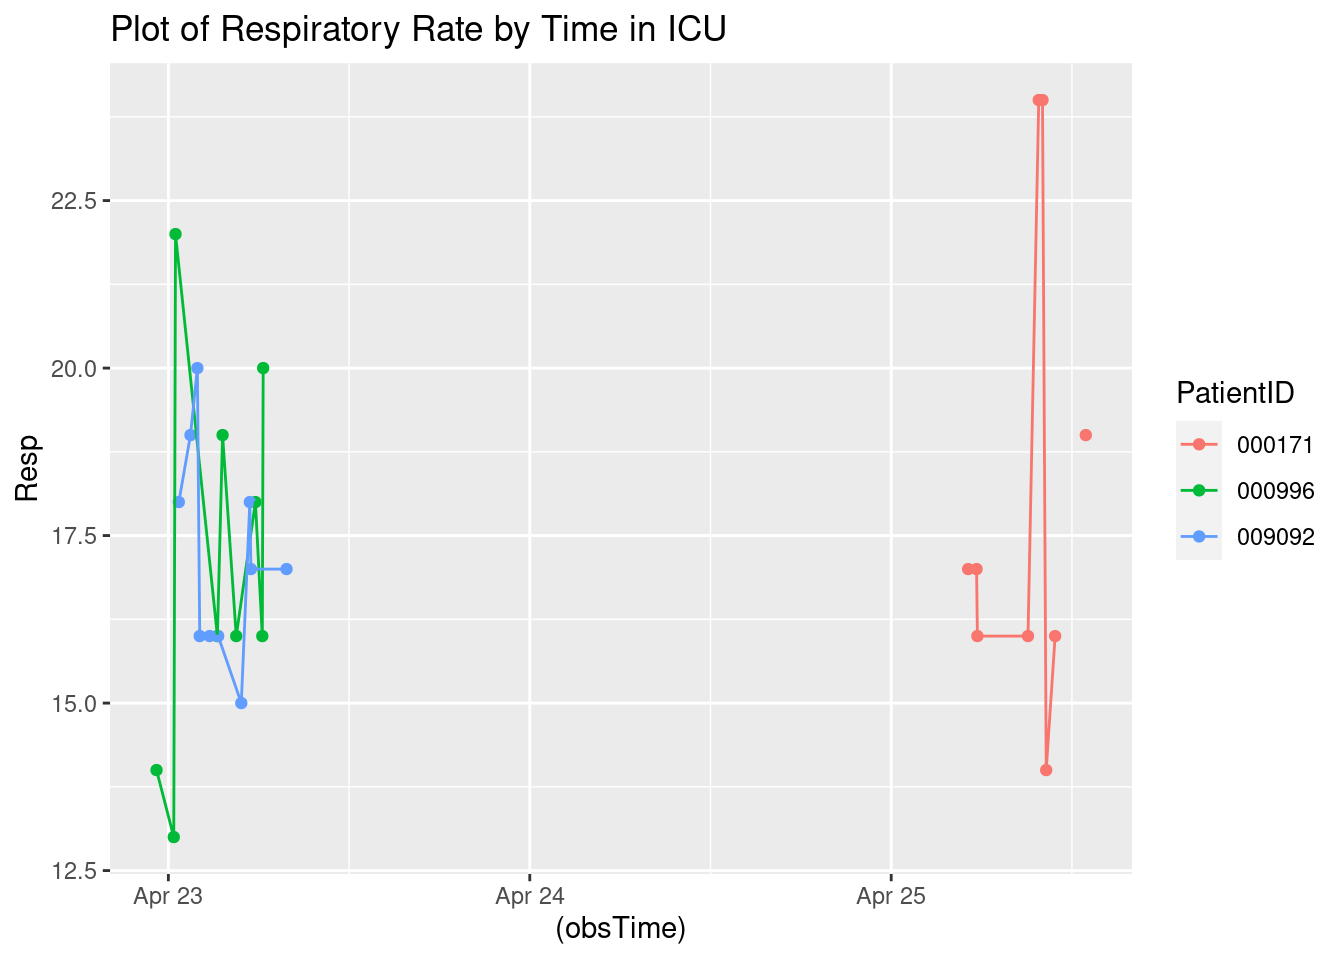 Plot of Respiratory Rate by Time in ICU
Resp
22.5
20.0
17.5
15.0
12.5
Apr 23
Apr 24
Apr 25
(obsTime)
PatientID
000171
000996
009092